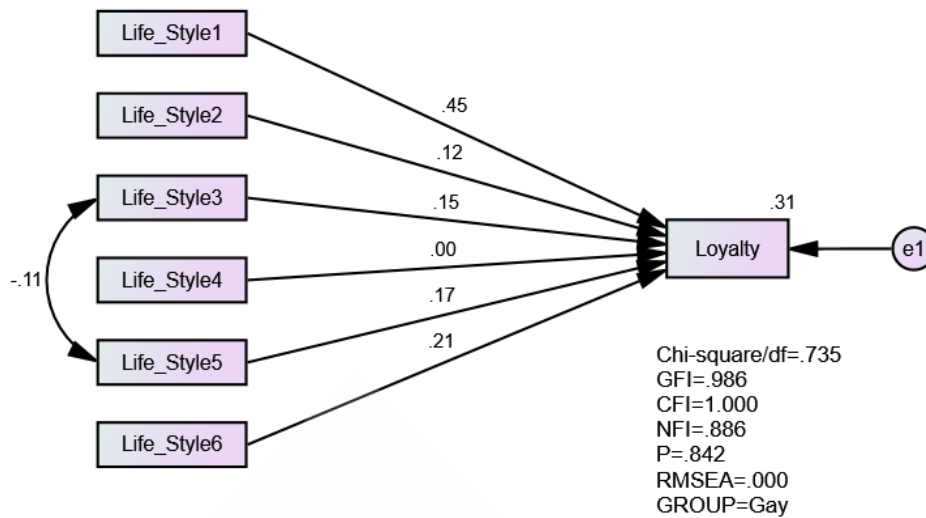 Life_Style1
.45
Life_Style2
.12
Life_Style3
.15
.31
Life_Style4
.00
Loyalty
e1
-.11
.17
Life_Style5
.21
Life_Style6
Chi-square/df=.735
GFI=.986
CFI=1.000
NFI=.886
P=.842
RMSEA=.000
GROUP=Gay